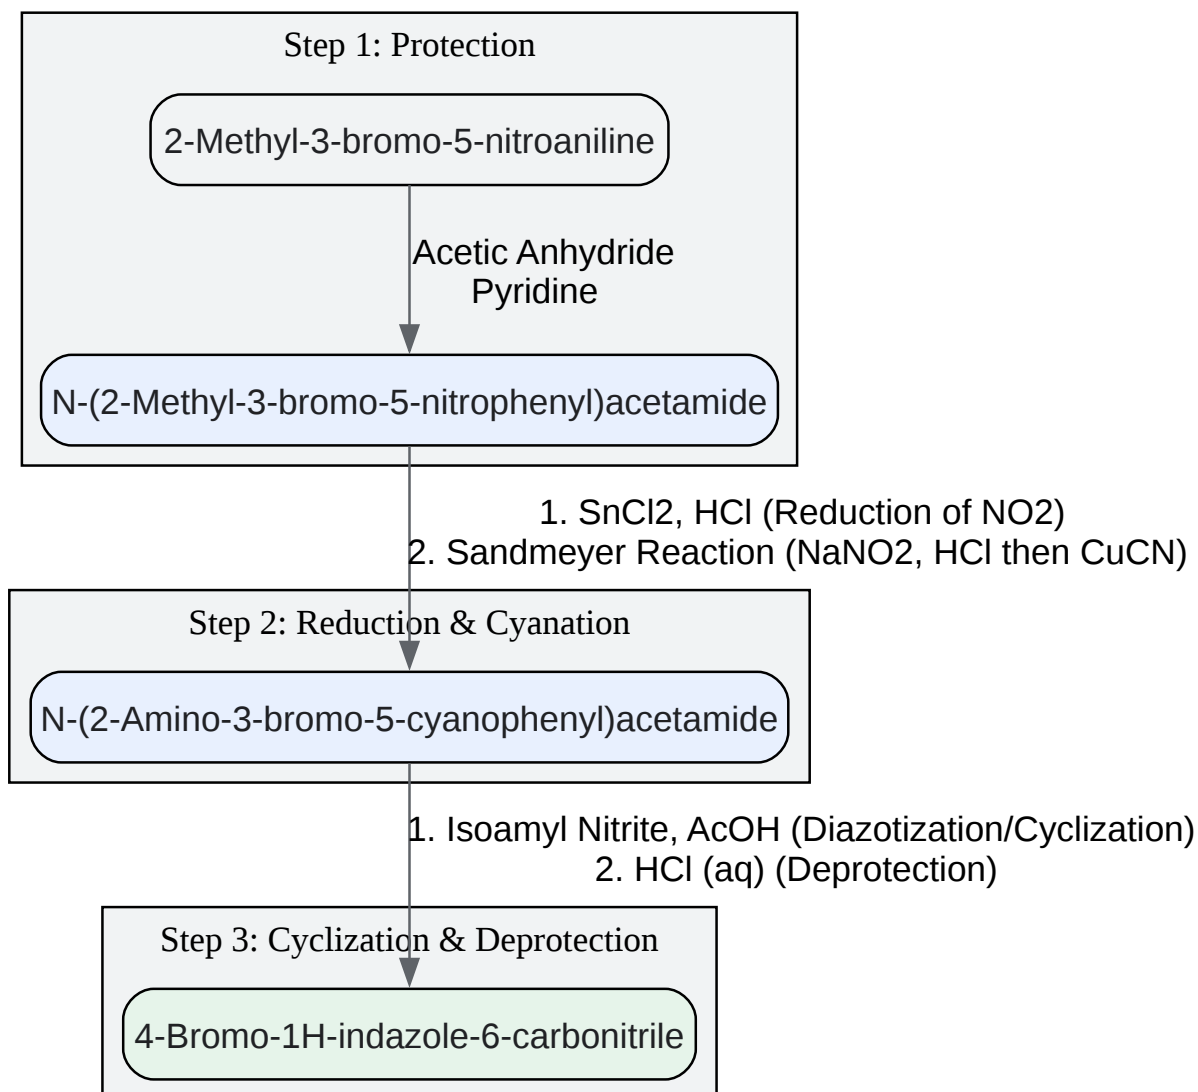 Step 1: Protection
2-Methyl-3-bromo-5-nitroaniline
Acetic Anhydride
Pyridine
N-(2-Methyl-3-bromo-5-nitrophenyl)acetamide
1. SnCl2, HCl (Reduction of NO2)
2. Sandmeyer Reaction (NaNO2, HCl then CuCN)
Step 2: Reduction & Cyanation
N-(2-Amino-3-bromo-5-cyanophenyl)acetamide
1. Isoamyl Nitrite, AcOH (Diazotization/Cyclization)
2. HCl (aq) (Deprotection)
Step 3: Cyclization & Deprotection
4-Bromo-1H-indazole-6-carbonitrile